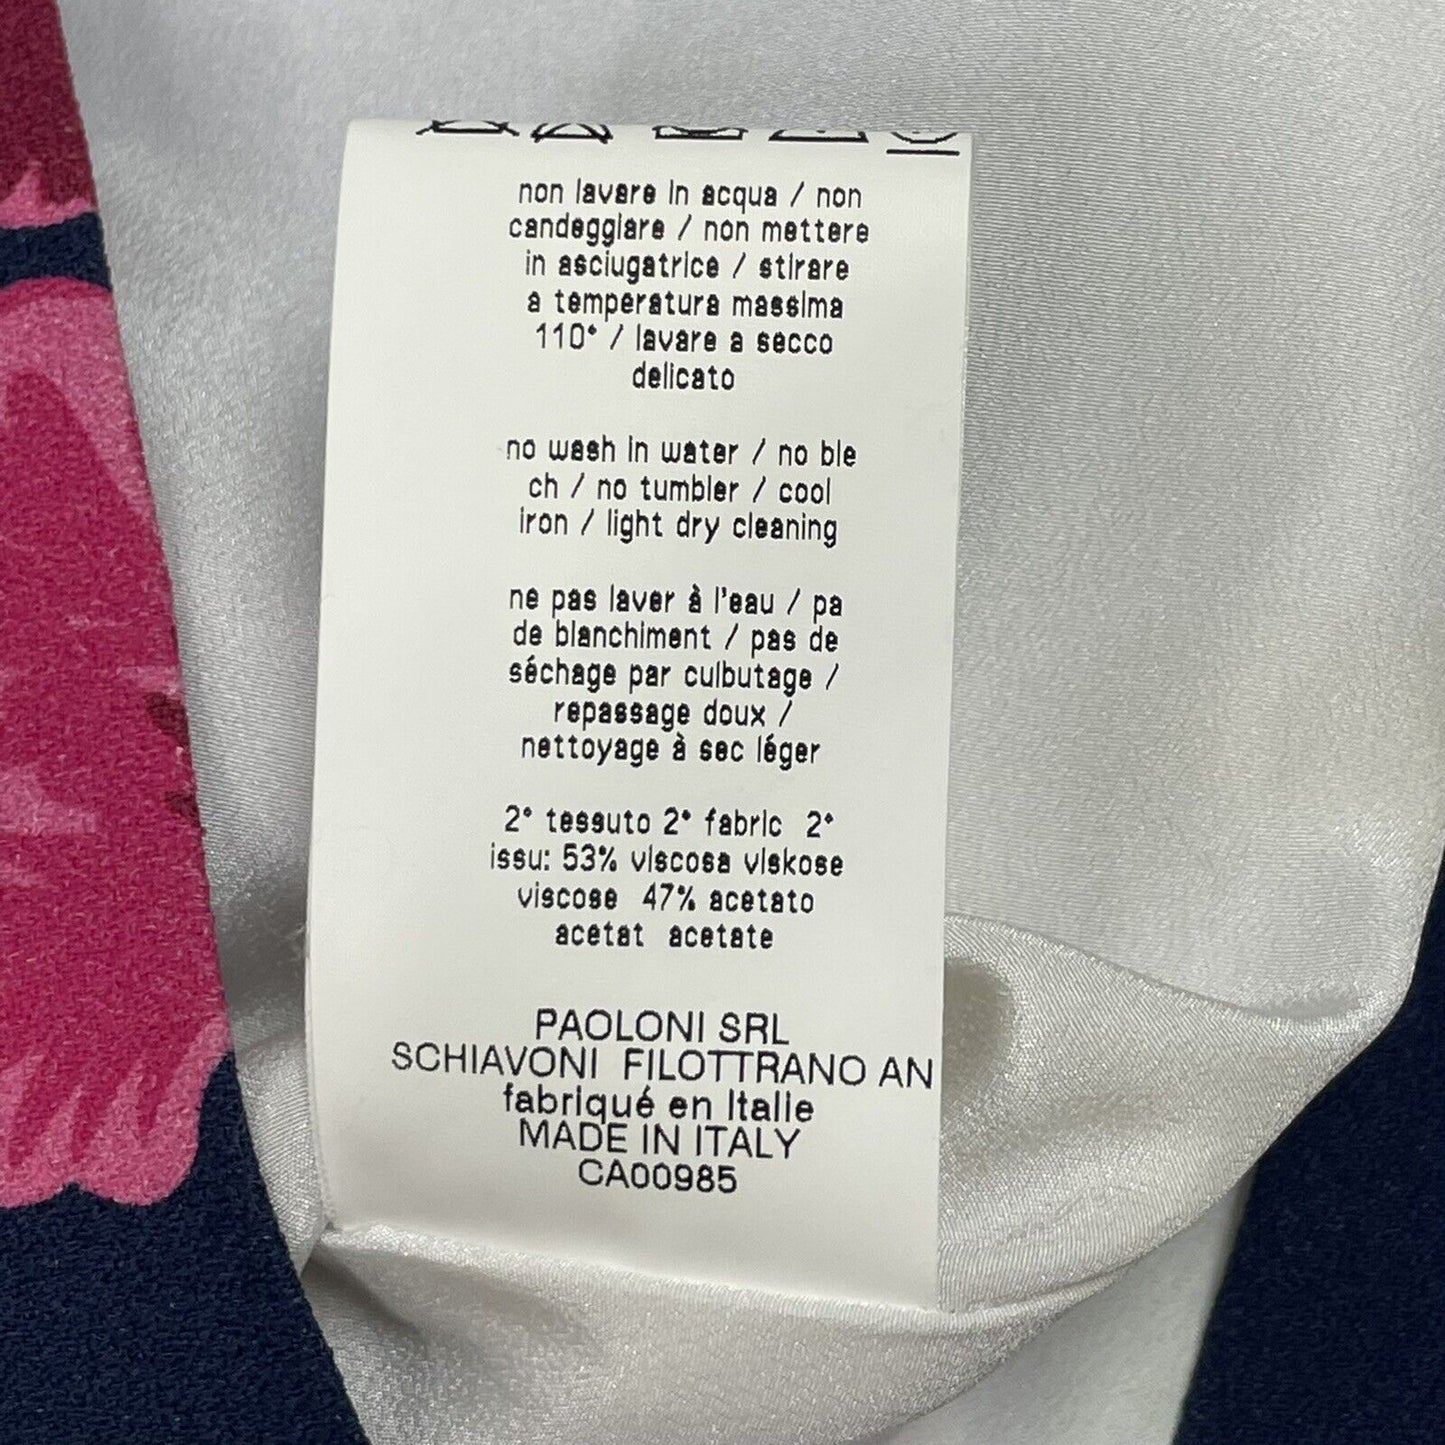 non lavare in acqua / non
candeggiare / non mettere
in asciugatrice / stirare
a temperatura massima
110° / lavare a secco
delicato
no wash in water / no ble
ch / no tumbler / cool
iron / light dry cleaning
ne pas laver à l'eau / pa
de blanchiment / pas de
séchage par culbutage /
repassage doux /
nettoyage à sec léger
2° tessuto 2° fabric 2°
issu: 53% viscosa viskose
viscose 47% acetato
acetat acetate
PAOLONI SRL
SCHIAVONI FILOTTRANO AN
fabriqué en Italie
MADE IN ITALY
CA00985